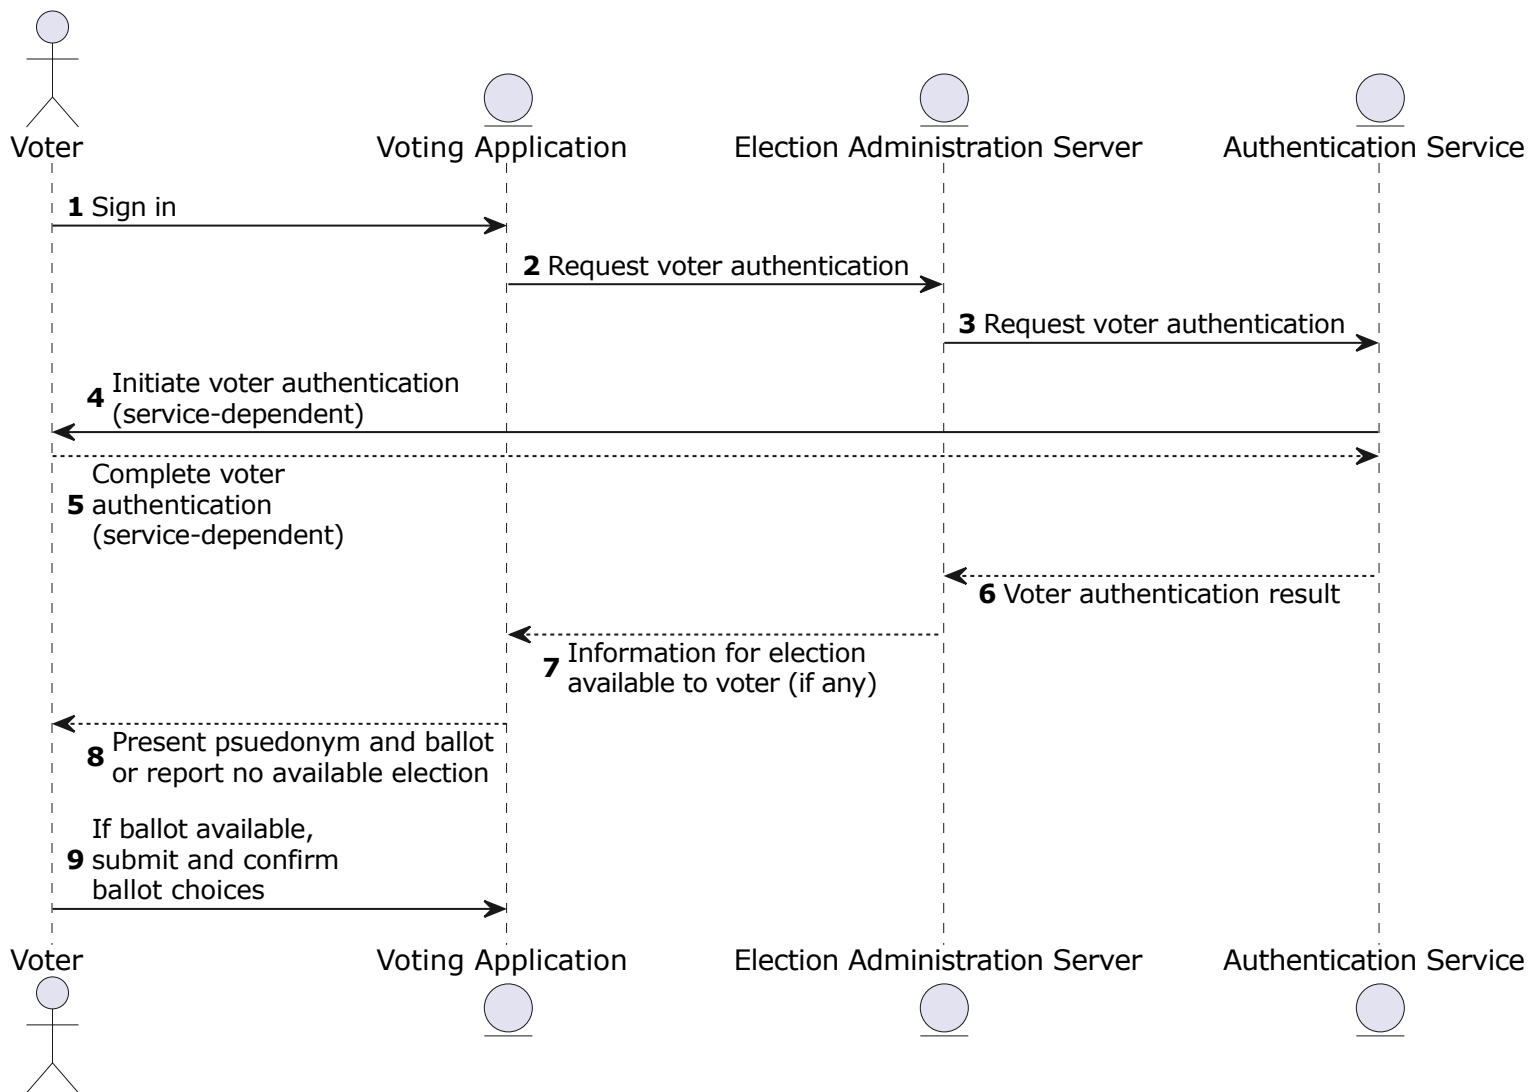 Voter
Voting Application
Election Administration Server
Authentication Service
1 Sign in
2 Request voter authentication
3 Request voter authentication
4 Initiate voter authentication
(service-dependent)
Complete voter
5 authentication
(service-dependent)
6 Voter authentication result
7 Information for election
available to voter (if any)
8 Present psuedonym and ballot
or report no available election
If ballot available,
9 submit and confirm
ballot choices
Voter
Voting Application
Election Administration Server
Authentication Service